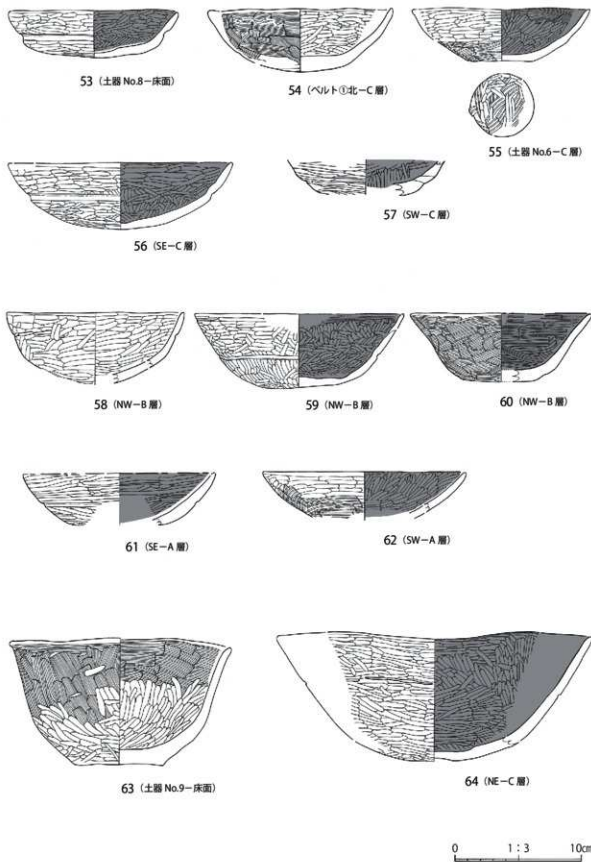 53 (土器 No.8−床面)
54 (ベルト①北−C 層)
55 (土器 No.6−C 層)
56 (SE−C 層)
57 (SW−C 層)
58 (NW−B 層)
59 (NW−B 層)
60 (NW−B 層)
61 (SE−A 層)
62 (SW−A 層)
63 (土器 No.9−床面)
64 (NE−C 層)
0 1:3 10cm